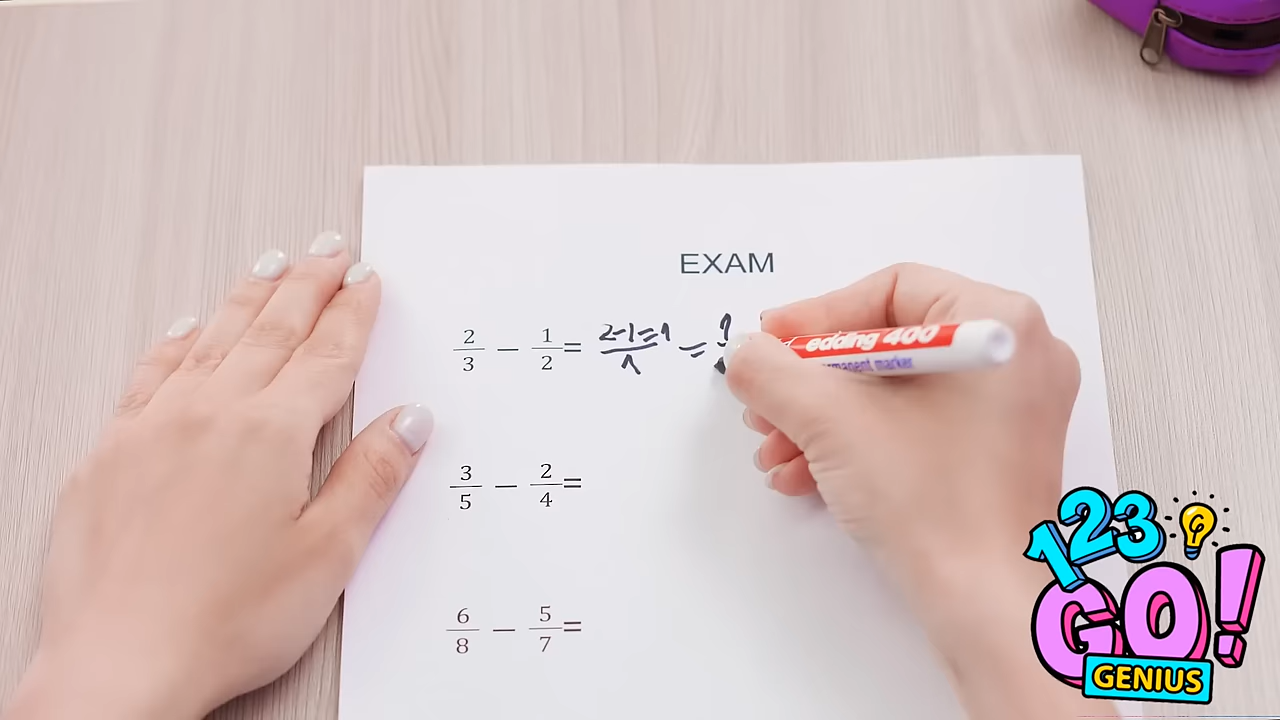 EXAM
2/3 − 1/2 = 2-1=1/1 = 1
3/5 − 2/4 =
6/8 − 5/7 =
edding 400
permanent marker
123
GO!
GENIUS